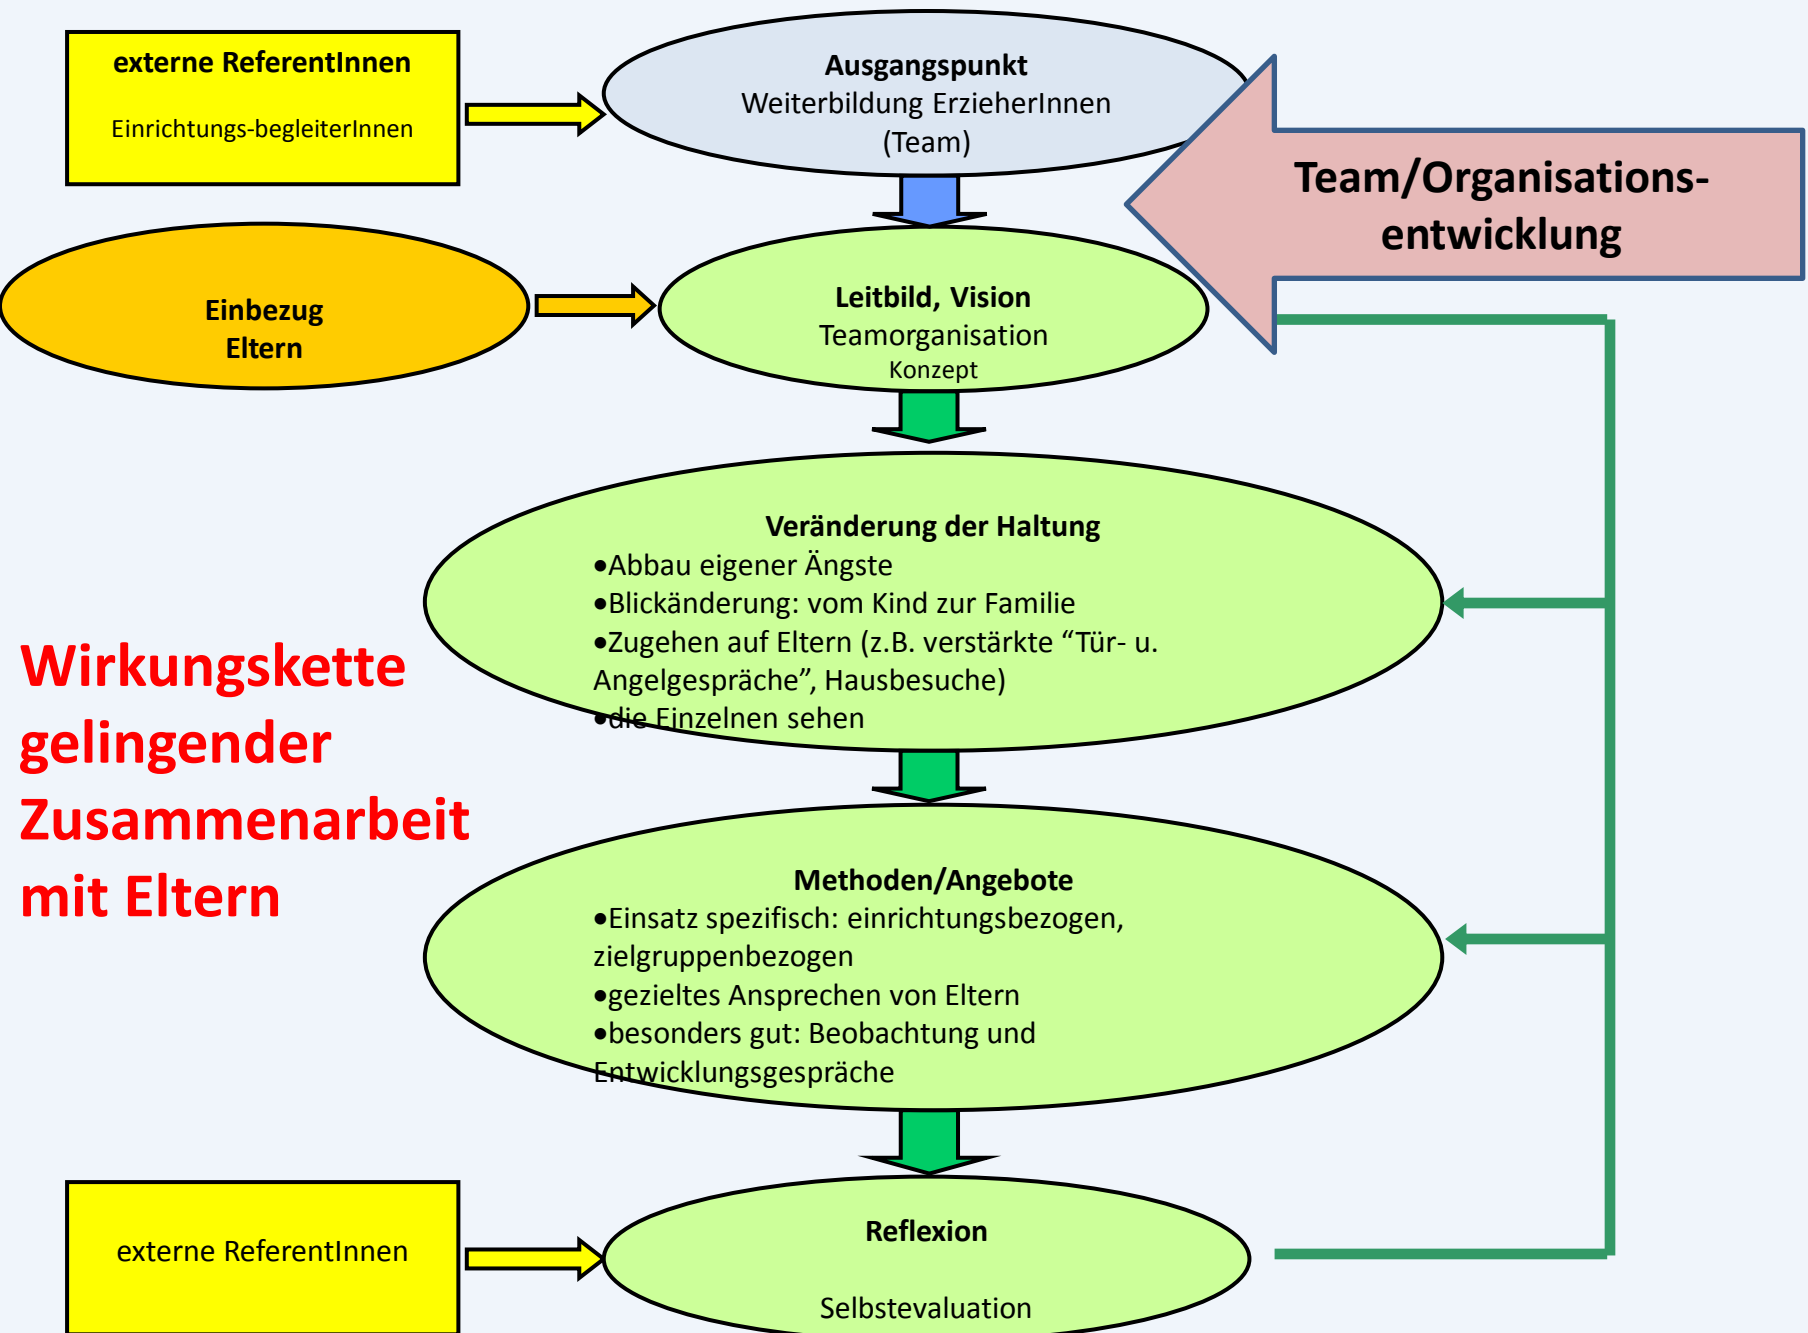 externe ReferentInnen
Einrichtungs-begleiterInnen
Ausgangspunkt
Weiterbildung ErzieherInnen
(Team)
Team/Organisations-
entwicklung
Einbezug
Eltern
Leitbild, Vision
Teamorganisation
Konzept
Veränderung der Haltung
•Abbau eigener Ängste
•Blickänderung: vom Kind zur Familie
•Zugehen auf Eltern (z.B. verstärkte “Tür- u.
Angelgespräche”, Hausbesuche)
•die Einzelnen sehen
Wirkungskette
gelingender
Zusammenarbeit
mit Eltern
Methoden/Angebote
•Einsatz spezifisch: einrichtungsbezogen,
zielgruppenbezogen
•gezieltes Ansprechen von Eltern
•besonders gut: Beobachtung und
Entwicklungsgespräche
externe ReferentInnen
Reflexion
Selbstevaluation